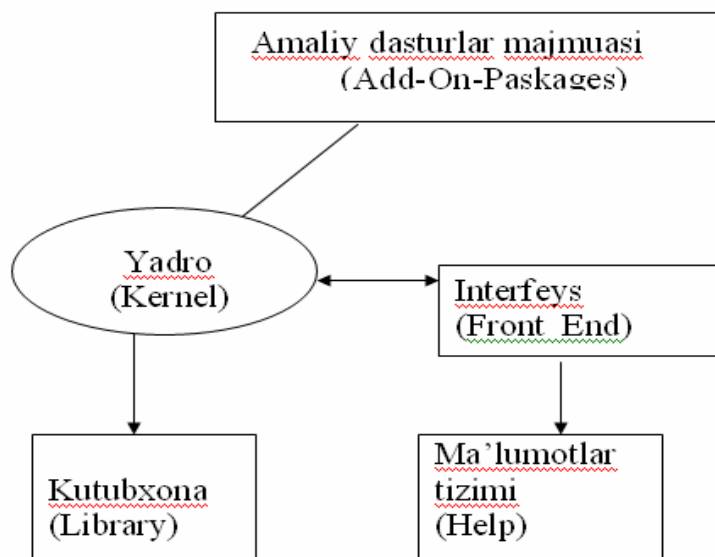 Amaliy dasturlar majmuasi
(Add-On-Paskages)
Yadro
(Kernel)
Interfeys
(Front End)
Kutubxona
(Library)
Ma’lumotlar
tizimi
(Help)